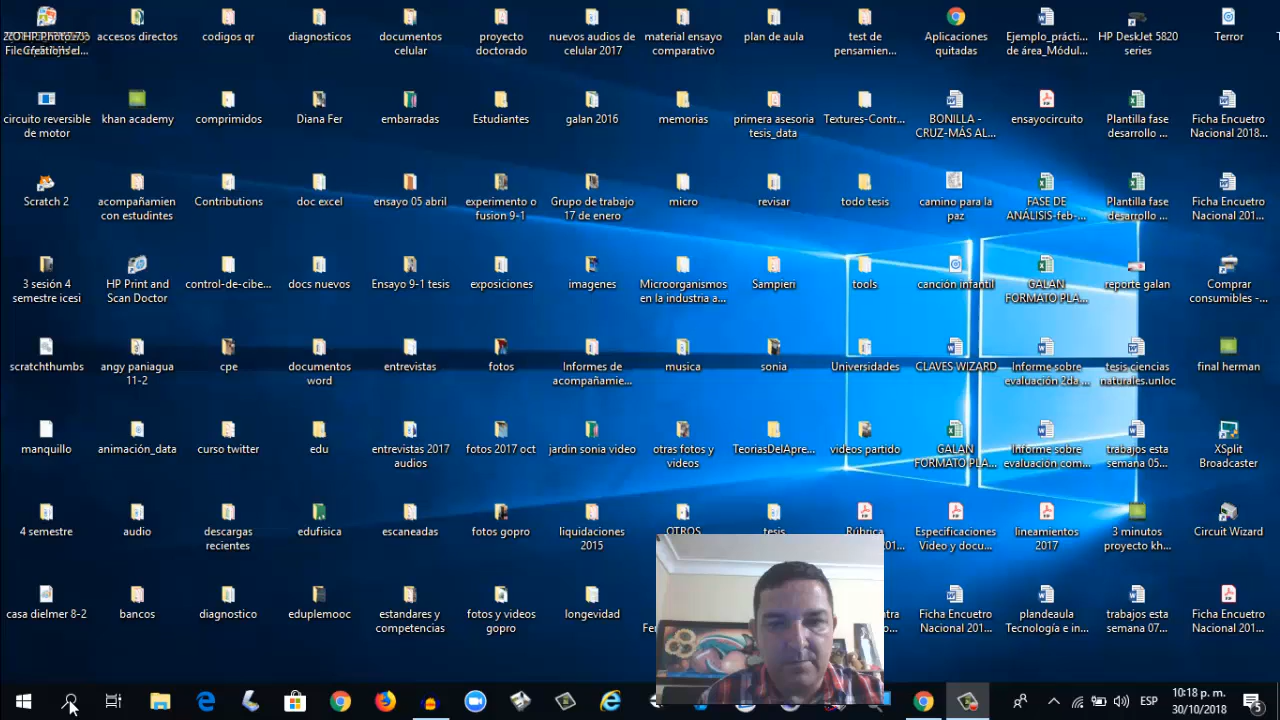 accesos directos
codigos qr
diagnosticos
documentos
celular
proyecto
doctorado
nuevos audios de
celular 2017
material ensayo
comparativo
plan de aula
test de
pensamien...
Aplicaciones
quitadas
Ejemplo_prácti...
de área_Módul...
HP DeskJet 5820
series
Terror
circuito reversible
de motor
khan academy
comprimidos
Diana Fer
embarradas
Estudiantes
galan 2016
memorias
primera asesoria
tesis_data
Textures-Contr...
BONILLA -
CRUZ-MÁS AL...
ensayocircuito
Plantilla fase
desarrollo ...
Ficha Encuetro
Nacional 2018...
Scratch 2
acompañamien
con estudintes
Contributions
doc excel
ensayo 05 abril
experimento o
fusion 9-1
Grupo de trabajo
17 de enero
micro
revisar
todo tesis
camino para la
paz
FASE DE
ANÁLISIS-feb-...
Plantilla fase
desarrollo ...
Ficha Encuetro
Nacional 201...
3 sesión 4
semestre icesi
HP Print and
Scan Doctor
control-de-cibe...
docs nuevos
Ensayo 9-1 tesis
exposiciones
imagenes
Microorganismos
en la industria a...
Sampieri
tools
canción infantil
GALAN
FORMATO PLA...
reporte galan
Comprar
consumibles -...
scratchthumbs
angy paniagua
11-2
cpe
documentos
word
entrevistas
fotos
Informes de
acompañamie...
musica
sonia
Universidades
CLAVES WIZARD
Informe sobre
evaluación 2da ...
tesis ciencias
naturales.unloc
final herman
manquillo
animación_data
curso twitter
edu
entrevistas 2017
audios
fotos 2017 oct
jardin sonia video
otras fotos y
videos
TeoriasDelApre...
videos partido
GALAN
FORMATO PLA...
Informe sobre
evaluacion com...
trabajos esta
semana 05...
XSplit
Broadcaster
4 semestre
audio
descargas
recientes
edufisica
escaneadas
fotos gopro
liquidaciones
2015
OTROS
tesis
Rúbrica
Especificaciones
Video y docu...
lineamientos
2017
3 minutos
proyecto kh...
Circuit Wizard
casa dielmer 8-2
bancos
diagnostico
eduplemooc
estandares y
competencias
fotos y videos
gopro
longevidad
Ficha Encuetro
Nacional 201...
plandeaula
Tecnología e in...
trabajos esta
semana 07...
Ficha Encuetro
Nacional 201...
ESP
10:18 p. m.
30/10/2018
5